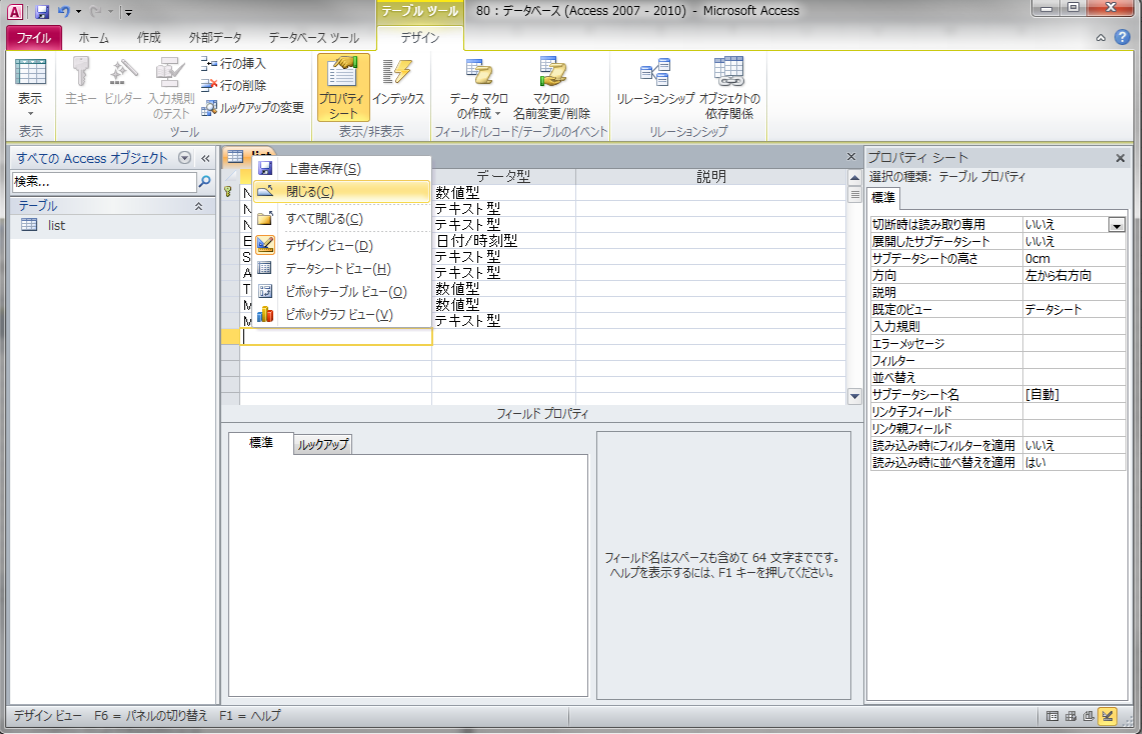 80 : データベース (Access 2007 - 2010) - Microsoft Access
テーブル ツール
ファイル ホーム 作成 外部データ データベース ツール デザイン
表示
主キー
ビルダー
入力規則
のテスト
行の挿入
行の削除
ルックアップの変更
プロパティ
シート
インデックス
データ マクロ
の作成
マクロの
名前変更/削除
リレーションシップ
オブジェクトの
依存関係
表示 ツール 表示/非表示 フィールド/レコード/テーブルのイベント リレーションシップ
すべての Access オブジェクト
検索...
テーブル
list
データ型 説明
数値型
テキスト型
テキスト型
日付/時刻型
テキスト型
テキスト型
数値型
数値型
テキスト型
上書き保存(S)
閉じる(C)
すべて閉じる(C)
デザイン ビュー(D)
データシート ビュー(H)
ピボットテーブル ビュー(O)
ピボットグラフ ビュー(V)
フィールド プロパティ
標準 ルックアップ
フィールド名はスペースも含めて 64 文字までです。
ヘルプを表示するには、F1 キーを押してください。
プロパティ シート
選択の種類: テーブル プロパティ
標準
切断時は読み取り専用 いいえ
展開したサブデータシート いいえ
サブデータシートの高さ 0cm
方向 左から右方向
説明
既定のビュー データシート
入力規則
エラーメッセージ
フィルター
並べ替え
サブデータシート名 [自動]
リンク子フィールド
リンク親フィールド
読み込み時にフィルターを適用 いいえ
読み込み時に並べ替えを適用 はい
デザイン ビュー F6 = パネルの切り替え F1 = ヘルプ